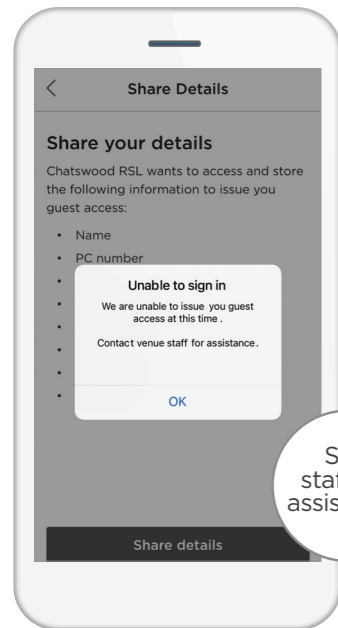 Share Details
Share your details
Chatswood RSL wants to access and store
the following information to issue you
guest access:
• Name
• PC number
•
•
•
•
•
•
Unable to sign in
We are unable to issue you guest
access at this time .
Contact venue staff for assistance.
OK
Share details